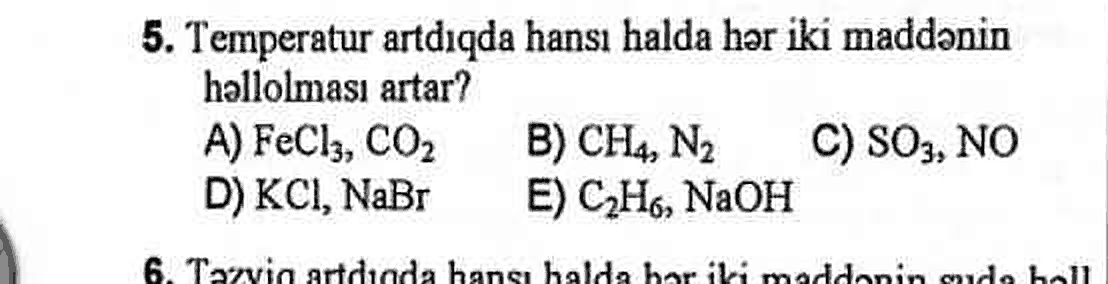 5. Temperatur artdıqda hansı halda hər iki maddənin
həllolması artar?
A) FeCl₃, CO₂ B) CH₄, N₂ C) SO₃, NO
D) KCl, NaBr E) C₂H₆, NaOH
6. Təzyiq artdıqda hansı halda hər iki maddənin suda həll